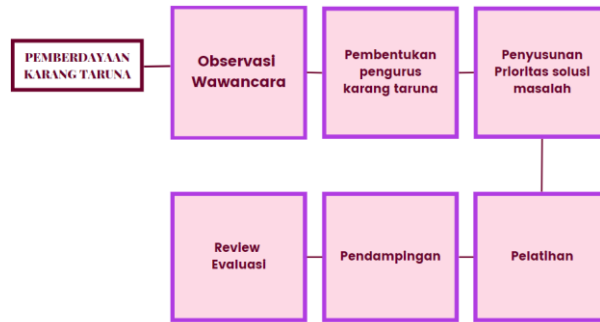 PEMBERDAYAAN
KARANG TARUNA
Observasi
Wawancara
Pembentukan
pengurus
karang taruna
Penyusunan
Prioritas solusi
masalah
Pelatihan
Pendampingan
Review
Evaluasi